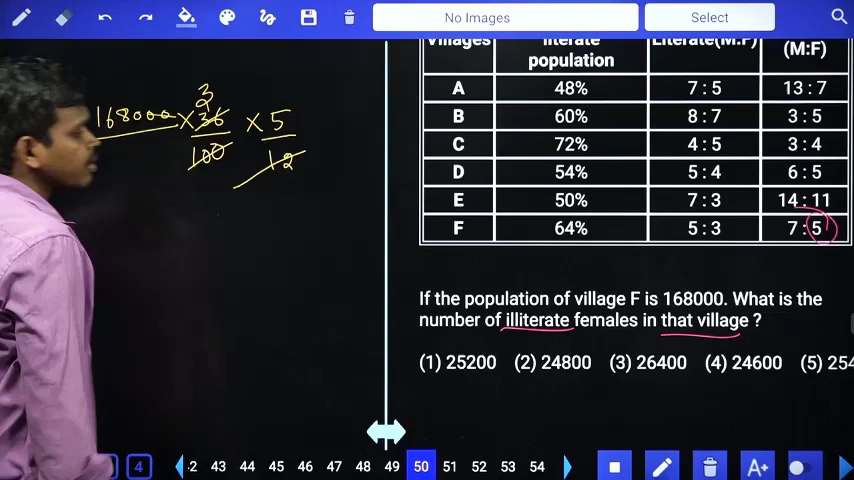 No Images
Select
Villages literate population Literate(M:F) (M:F)
A 48% 7 : 5 13 : 7
B 60% 8 : 7 3 : 5
C 72% 4 : 5 3 : 4
D 54% 5 : 4 6 : 5
E 50% 7 : 3 14 : 11
F 64% 5 : 3 7 : 5
3
168000 × 36 × 5
100 12
If the population of village F is 168000. What is the
number of illiterate females in that village ?
(1) 25200 (2) 24800 (3) 26400 (4) 24600 (5) 254
4 42 43 44 45 46 47 48 49 50 51 52 53 54 A+